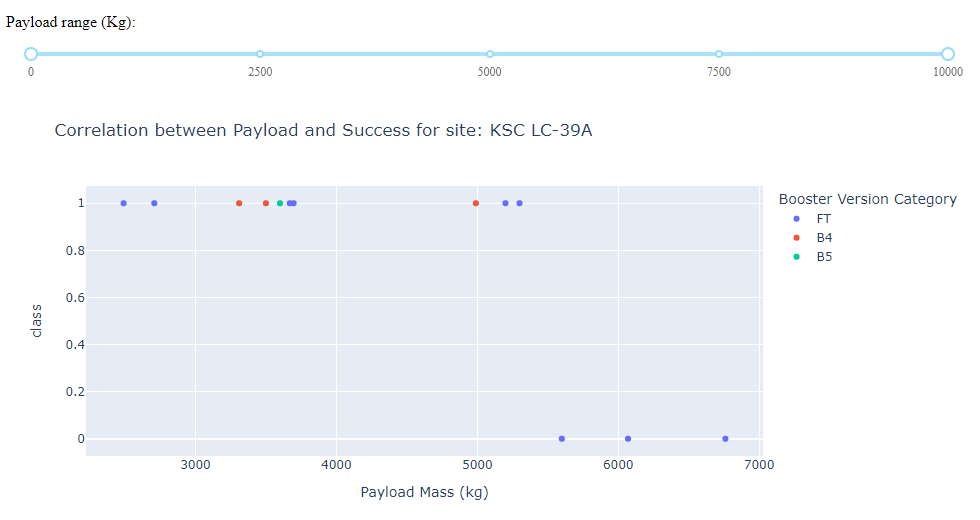 Payload range (Kg):
0 2500 5000 7500 10000
Correlation between Payload and Success for site: KSC LC-39A
Booster Version Category
FT
B4
B5
class
1
0.8
0.6
0.4
0.2
0
3000 4000 5000 6000 7000
Payload Mass (kg)